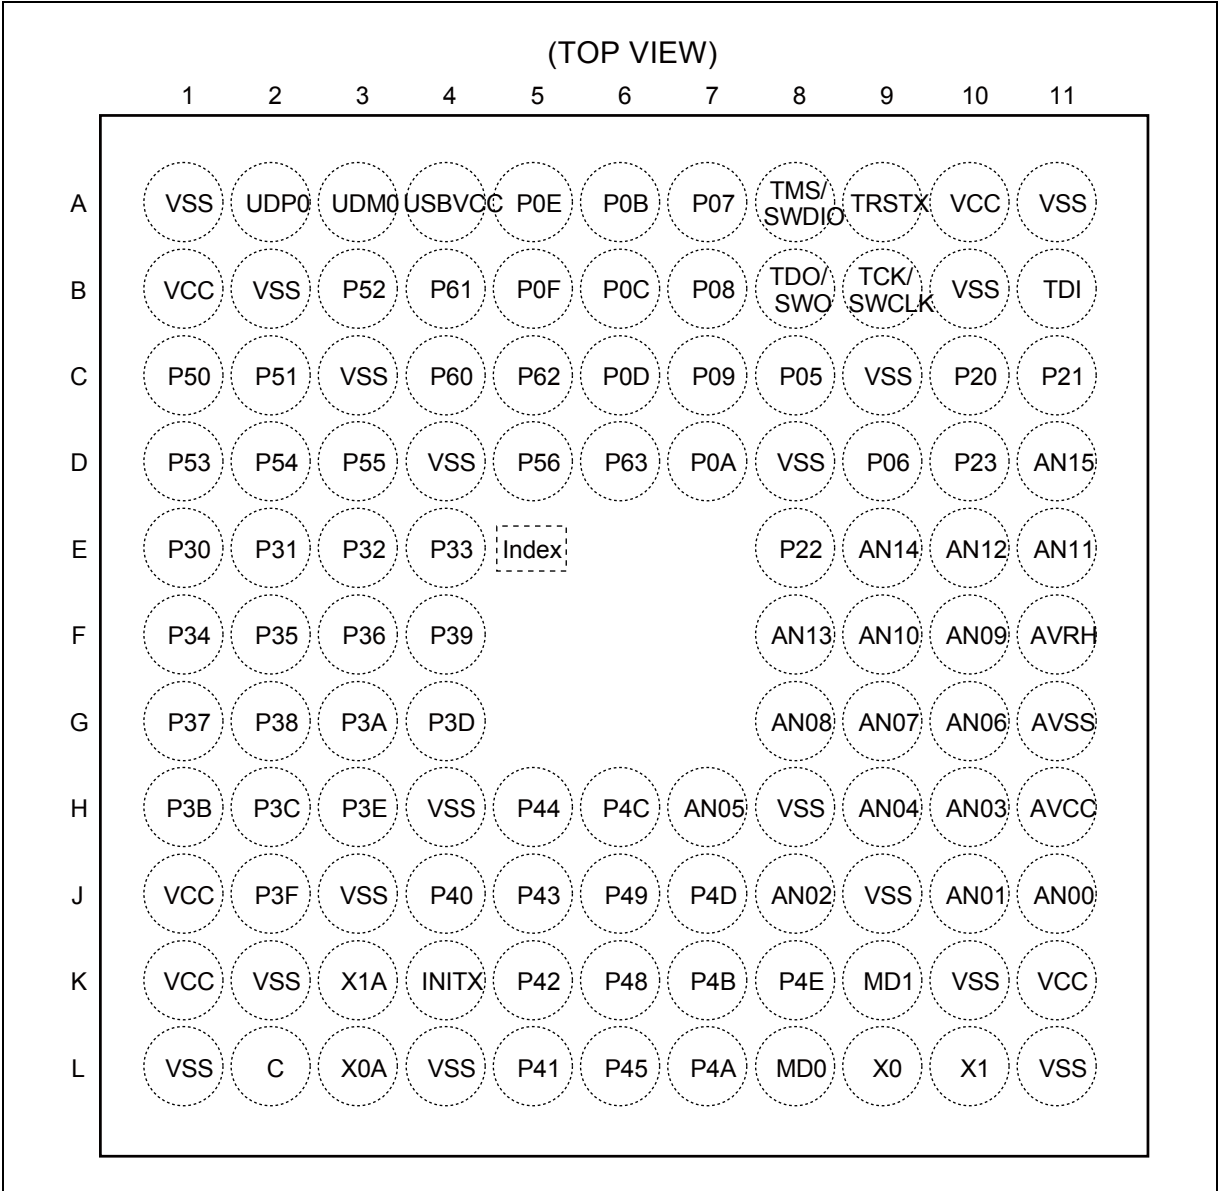 (TOP VIEW)
1 2 3 4 5 6 7 8 9 10 11
A VSS UDP0 UDM0 USBVCC P0E P0B P07 TMS/ SWDIO TRSTX VCC VSS
B VCC VSS P52 P61 P0F P0C P08 TDO/ SWO TCK/ SWCLK VSS TDI
C P50 P51 VSS P60 P62 P0D P09 P05 VSS P20 P21
D P53 P54 P55 VSS P56 P63 P0A VSS P06 P23 AN15
E P30 P31 P32 P33 Index P22 AN14 AN12 AN11
F P34 P35 P36 P39 AN13 AN10 AN09 AVRH
G P37 P38 P3A P3D AN08 AN07 AN06 AVSS
H P3B P3C P3E VSS P44 P4C AN05 VSS AN04 AN03 AVCC
J VCC P3F VSS P40 P43 P49 P4D AN02 VSS AN01 AN00
K VCC VSS X1A INITX P42 P48 P4B P4E MD1 VSS VCC
L VSS C X0A VSS P41 P45 P4A MD0 X0 X1 VSS